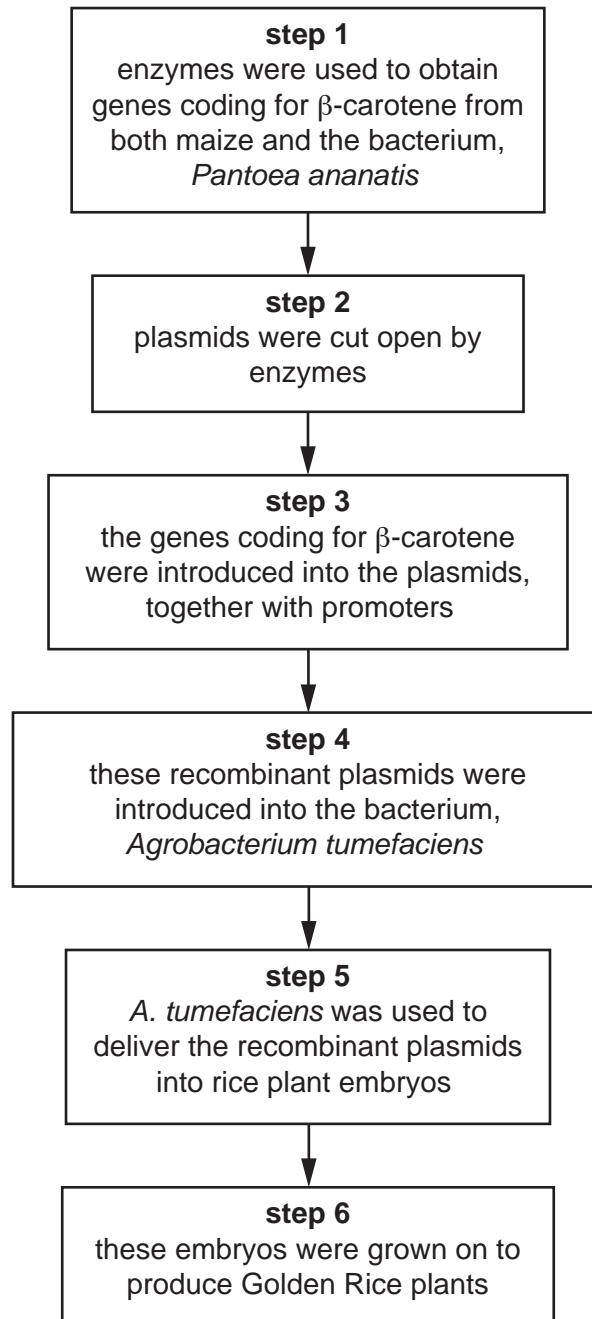 step 1
enzymes were used to obtain
genes coding for β-carotene from
both maize and the bacterium,
Pantoea ananatis
step 2
plasmids were cut open by
enzymes
step 3
the genes coding for β-carotene
were introduced into the plasmids,
together with promoters
step 4
these recombinant plasmids were
introduced into the bacterium,
Agrobacterium tumefaciens
step 5
A. tumefaciens was used to
deliver the recombinant plasmids
into rice plant embryos
step 6
these embryos were grown on to
produce Golden Rice plants